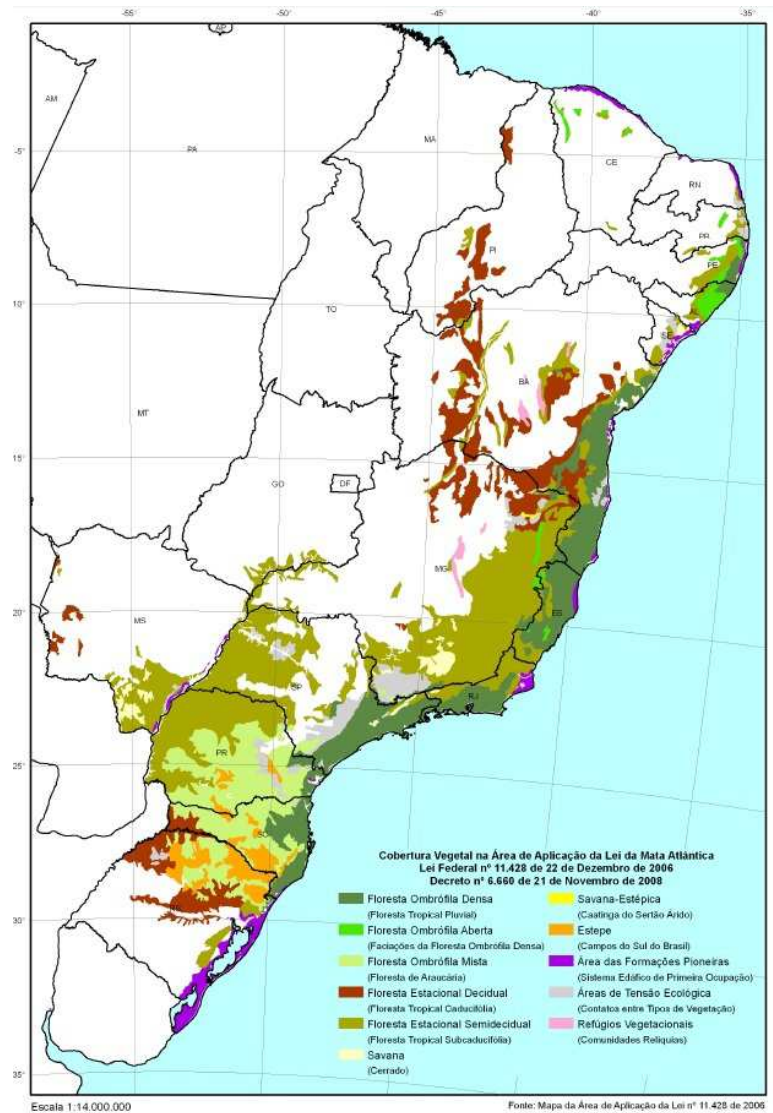 -55°
-50°
-45°
-40°
-35°
AP
AM
PA
MA
CE
RN
-5°
PB
PI
PE
-10°
TO
SE
BA
MT
-15°
GO
DF
MG
MS
ES
-20°
SP
RJ
PR
-25°
SC
RS
-30°
-35°
Cobertura Vegetal na Área de Aplicação da Lei da Mata Atlântica
Lei Federal nº 11.428 de 22 de Dezembro de 2006
Decreto nº 6.660 de 21 de Novembro de 2008
Floresta Ombrófila Densa
(Floresta Tropical Pluvial)
Floresta Ombrófila Aberta
(Faciações da Floresta Ombrófila Densa)
Floresta Ombrófila Mista
(Floresta de Araucária)
Floresta Estacional Decidual
(Floresta Tropical Caducifólia)
Floresta Estacional Semidecidual
(Floresta Tropical Subcaducifólia)
Savana
(Cerrado)
Savana-Estépica
(Caatinga do Sertão Árido)
Estepe
(Campos do Sul do Brasil)
Área das Formações Pioneiras
(Sistema Edáfico de Primeira Ocupação)
Áreas de Tensão Ecológica
(Contatos entre Tipos de Vegetação)
Refúgios Vegetacionais
(Comunidades Relíquias)
Escala 1:14.000.000
Fonte: Mapa da Área de Aplicação da Lei nº 11.428 de 2006